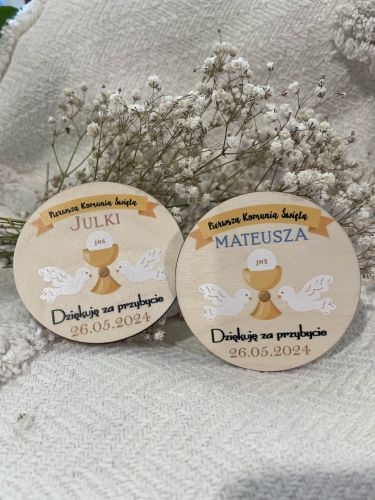 Pierwsza Komunia Święta
JULKI
JHS
Dziękuję za przybycie
26.05.2024
Pierwsza Komunia Święta
MATEUSZA
JHS
Dziękuję za przybycie
26.05.2024